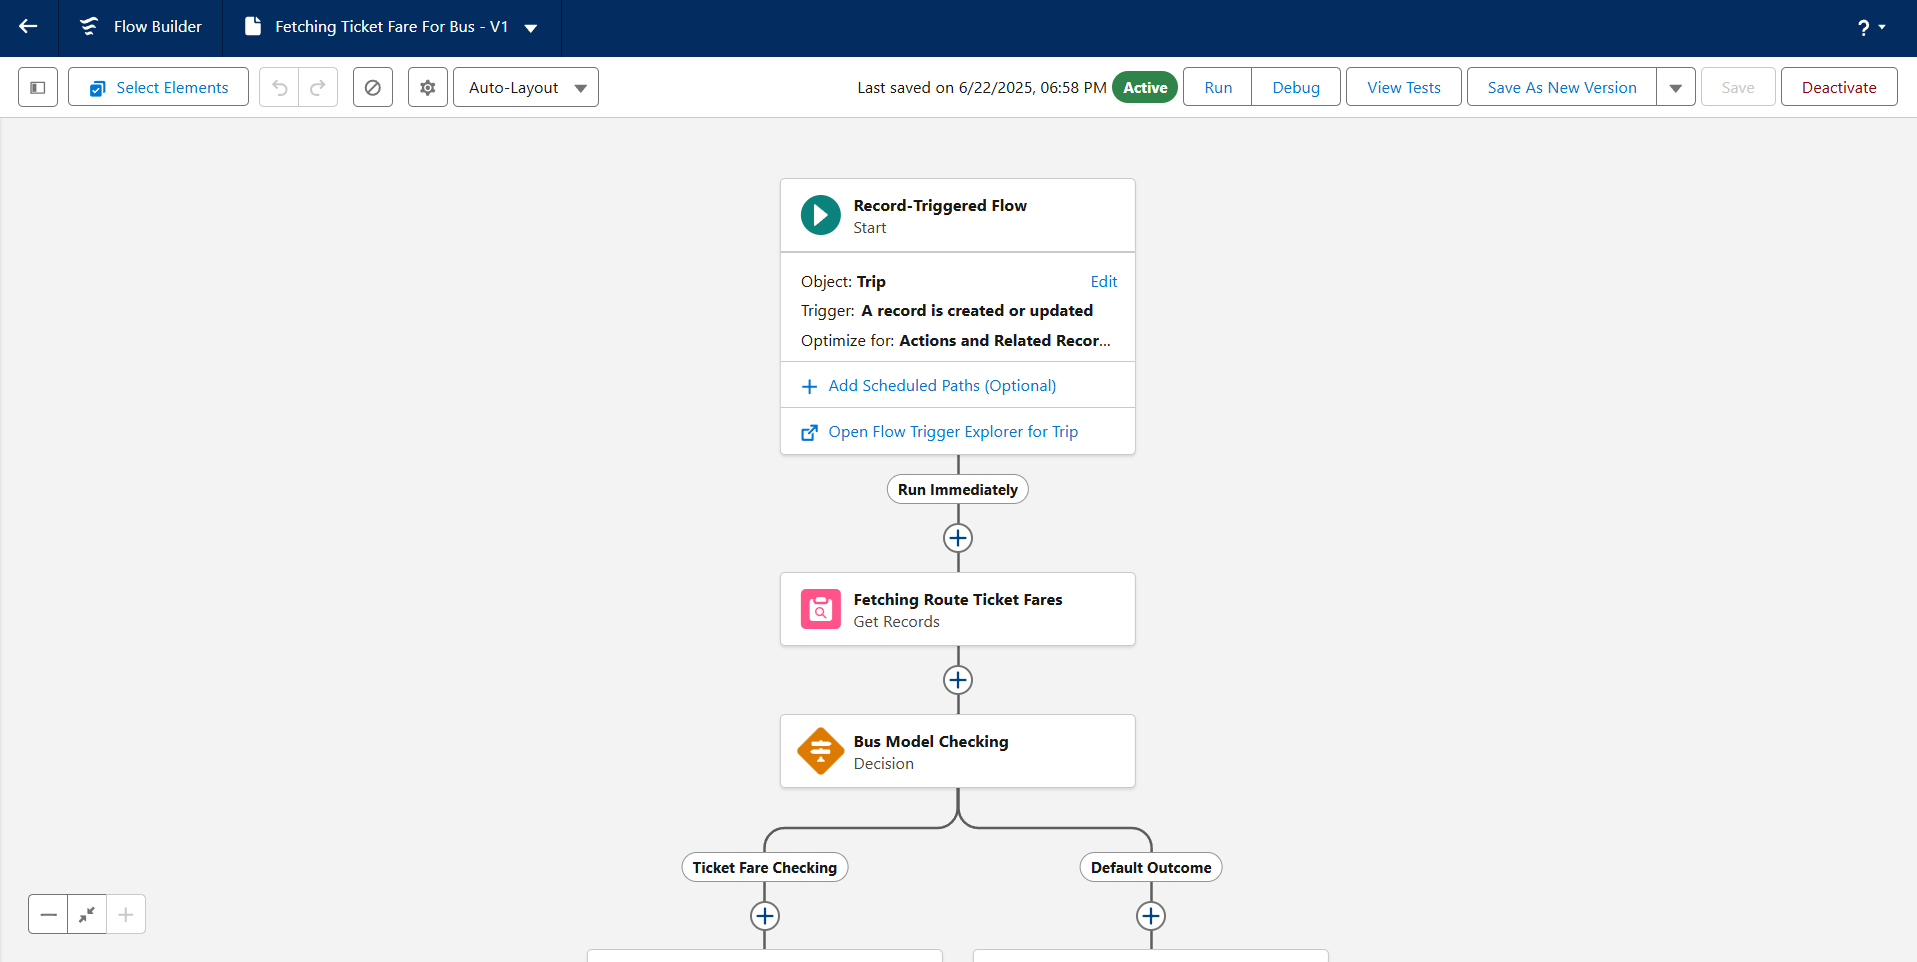 Flow Builder
Fetching Ticket Fare For Bus - V1
?
Select Elements
Auto-Layout
Last saved on 6/22/2025, 06:58 PM
Active
Run
Debug
View Tests
Save As New Version
Save
Deactivate
Record-Triggered Flow
Start
Object: Trip
Edit
Trigger: A record is created or updated
Optimize for: Actions and Related Recor...
Add Scheduled Paths (Optional)
Open Flow Trigger Explorer for Trip
Run Immediately
Fetching Route Ticket Fares
Get Records
Bus Model Checking
Decision
Ticket Fare Checking
Default Outcome